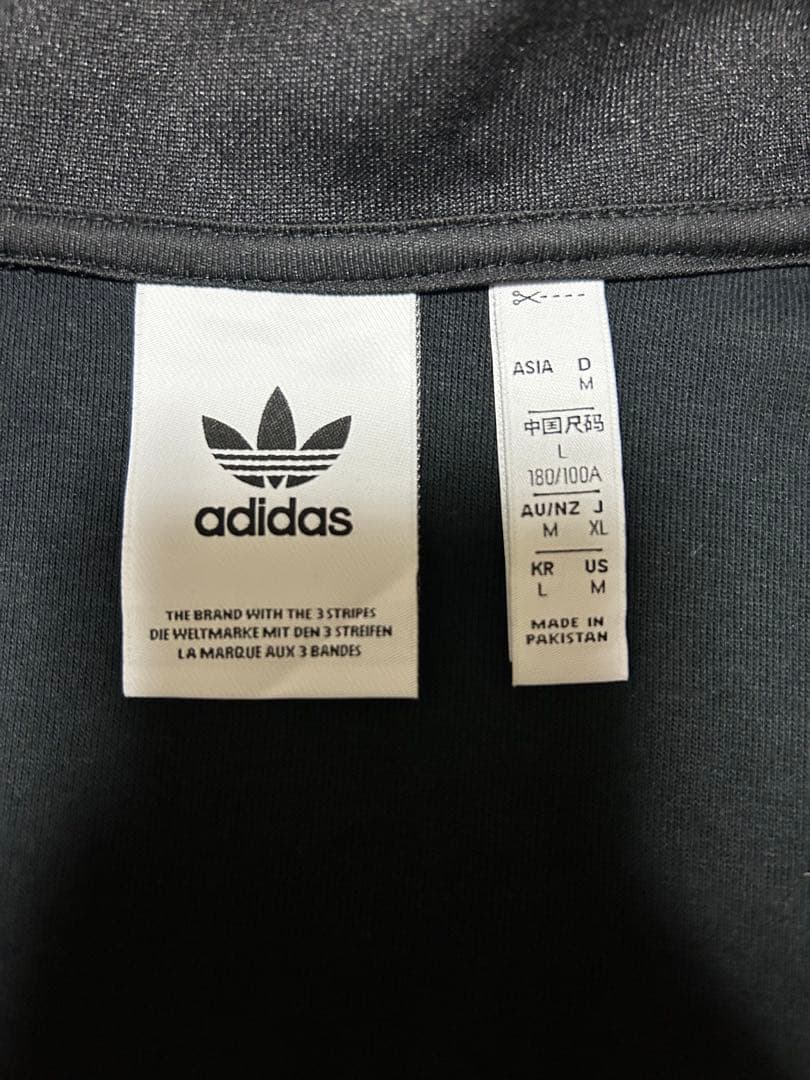 adidas
THE BRAND WITH THE 3 STRIPES
DIE WELTMARKE MIT DEN 3 STREIFEN
LA MARQUE AUX 3 BANDES
ASIA D
M
中国尺码
L
180/100A
AU/NZ J
M XL
KR US
L M
MADE IN
PAKISTAN